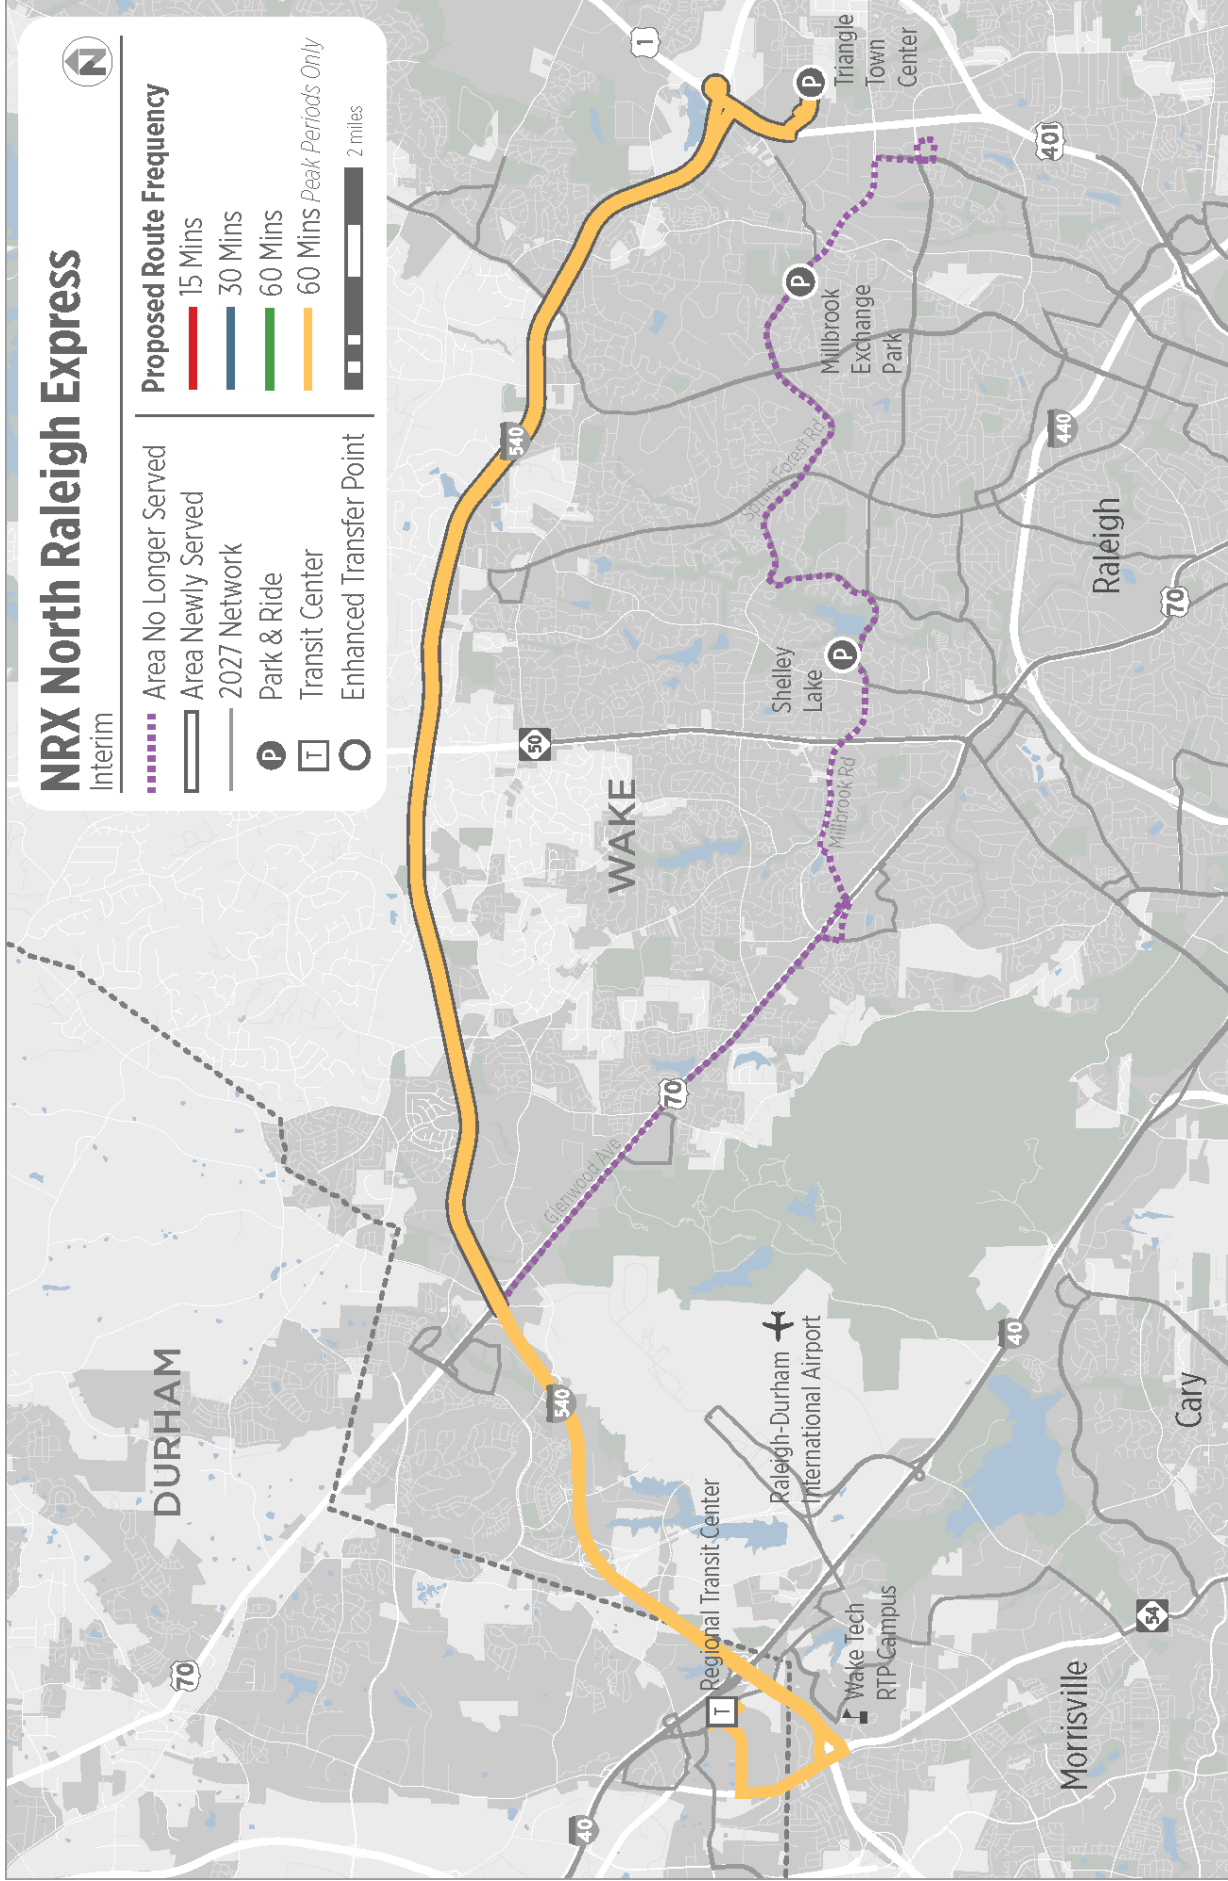 NRX North Raleigh Express
Interim
N
Area No Longer Served
Area Newly Served
2027 Network
P
Park & Ride
T
Transit Center
Enhanced Transfer Point
Proposed Route Frequency
15 Mins
30 Mins
60 Mins
60 Mins Peak Periods Only
2 miles
DURHAM
WAKE
70
40
540
Glenwood Ave
70
50
540
1
P
Triangle
Town
Center
401
P
Millbrook
Exchange
Park
Spring Forest Rd
Shelley
Lake
P
Millbrook Rd
440
Raleigh
70
T
Regional Transit Center
Raleigh-Durham
International Airport
Wake Tech
RTP Campus
40
54
Cary
Morrisville